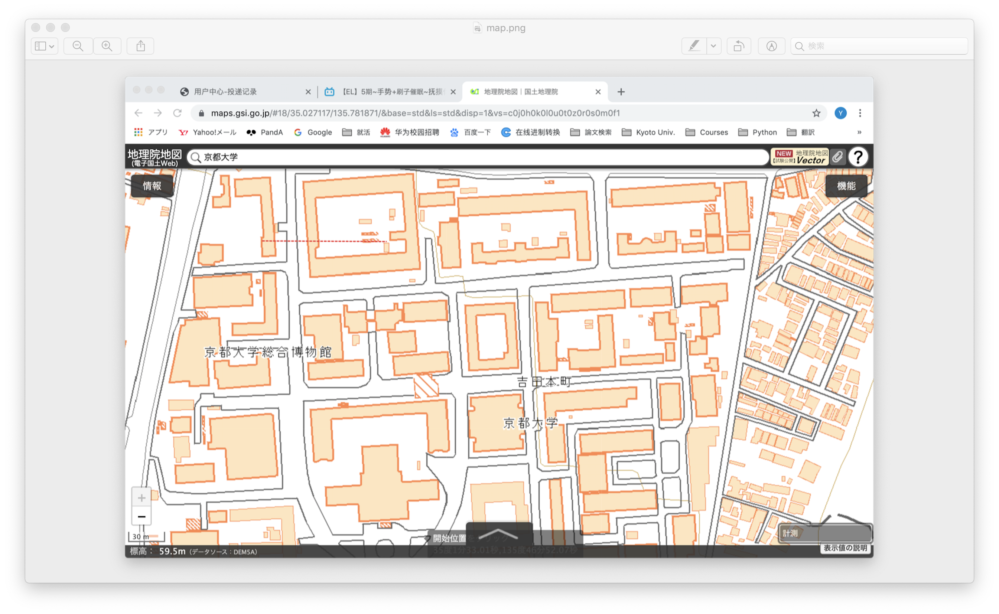 map.png
検索
用户中心-投递记录
【EL】5期~手势+刷子催眠~抚摸
地理院地図｜国土地理院
maps.gsi.go.jp/#18/35.027117/135.781871/&base=std&ls=std&disp=1&vs=c0j0h0k0l0u0t0z0r0s0m0f1
Y
アプリ Yahoo!メール PandA Google 就活 华为校园招聘 百度一下 在线进制转换 論文検索 Kyoto Univ. Courses Python 翻訳 »
地理院地図
(電子国土Web)
京都大学
NEW 地理院地図
【試験公開】Vector
?
情報
機能
京都大学総合博物館
吉田本町
京都大学
30 m
計測
開始位置をクリック
35度1分33.01秒,135度46分52.07秒
標高： 59.5m（データソース：DEM5A）
表示値の説明